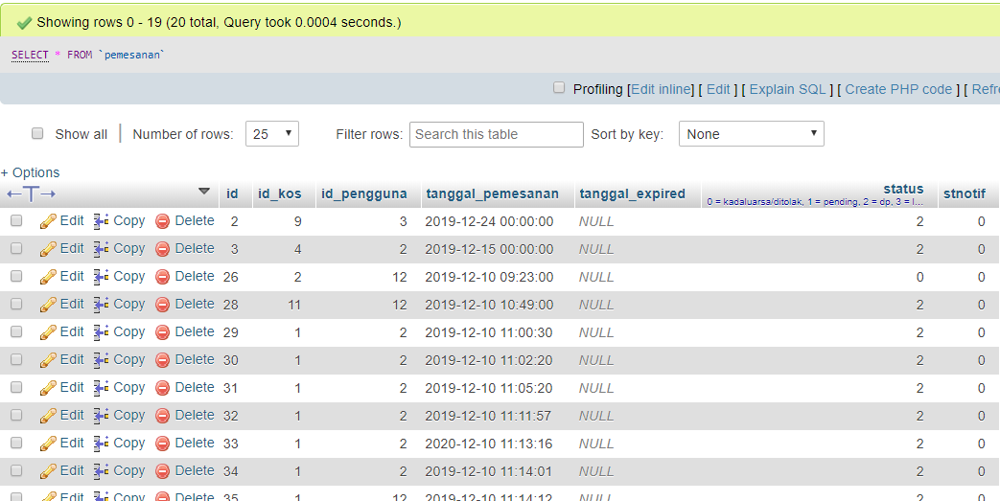 Showing rows 0 - 19 (20 total, Query took 0.0004 seconds.)
SELECT * FROM `pemesanan`
Profiling [Edit inline] [ Edit ] [ Explain SQL ] [ Create PHP code ] [ Refre
Show all | Number of rows: 25 Filter rows: Search this table Sort by key: None
+ Options
←T→ id id_kos id_pengguna tanggal_pemesanan tanggal_expired status stnotif
0 = kadaluarsa/ditolak, 1 = pending, 2 = dp, 3 = l...
Edit Copy Delete 2 9 3 2019-12-24 00:00:00 NULL 2 0
Edit Copy Delete 3 4 2 2019-12-15 00:00:00 NULL 2 0
Edit Copy Delete 26 2 12 2019-12-10 09:23:00 NULL 0 0
Edit Copy Delete 28 11 12 2019-12-10 10:49:00 NULL 2 0
Edit Copy Delete 29 1 2 2019-12-10 11:00:30 NULL 2 0
Edit Copy Delete 30 1 2 2019-12-10 11:02:20 NULL 2 0
Edit Copy Delete 31 1 2 2019-12-10 11:05:20 NULL 2 0
Edit Copy Delete 32 1 2 2019-12-10 11:11:57 NULL 2 0
Edit Copy Delete 33 1 2 2020-12-10 11:13:16 NULL 2 0
Edit Copy Delete 34 1 2 2019-12-10 11:14:01 NULL 2 0
Edit Copy Delete 35 1 12 2019-12-10 11:14:12 NULL 2 0